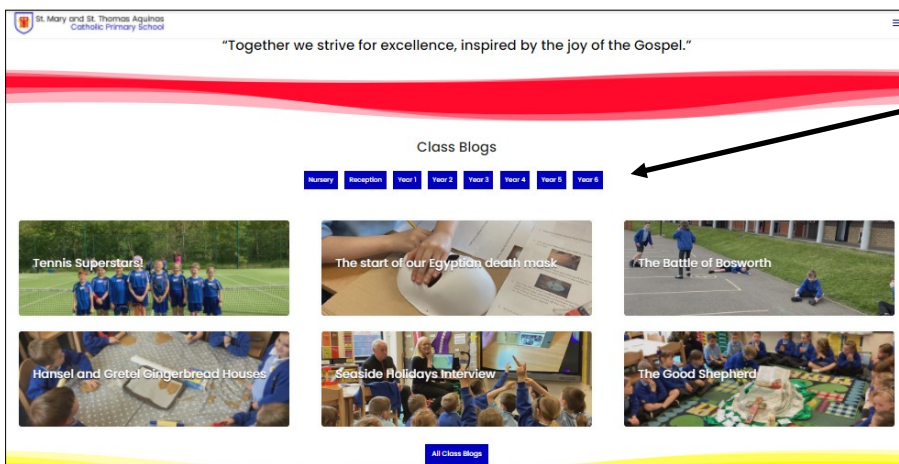 St. Mary and St. Thomas Aquinas
Catholic Primary School
“Together we strive for excellence, inspired by the joy of the Gospel.”
Class Blogs
Nursery Reception Year 1 Year 2 Year 3 Year 4 Year 5 Year 6
Tennis Superstars! The start of our Egyptian death mask The Battle of Bosworth
Hansel and Gretel Gingerbread Houses Seaside Holidays Interview The Good Shepherd
All Class Blogs